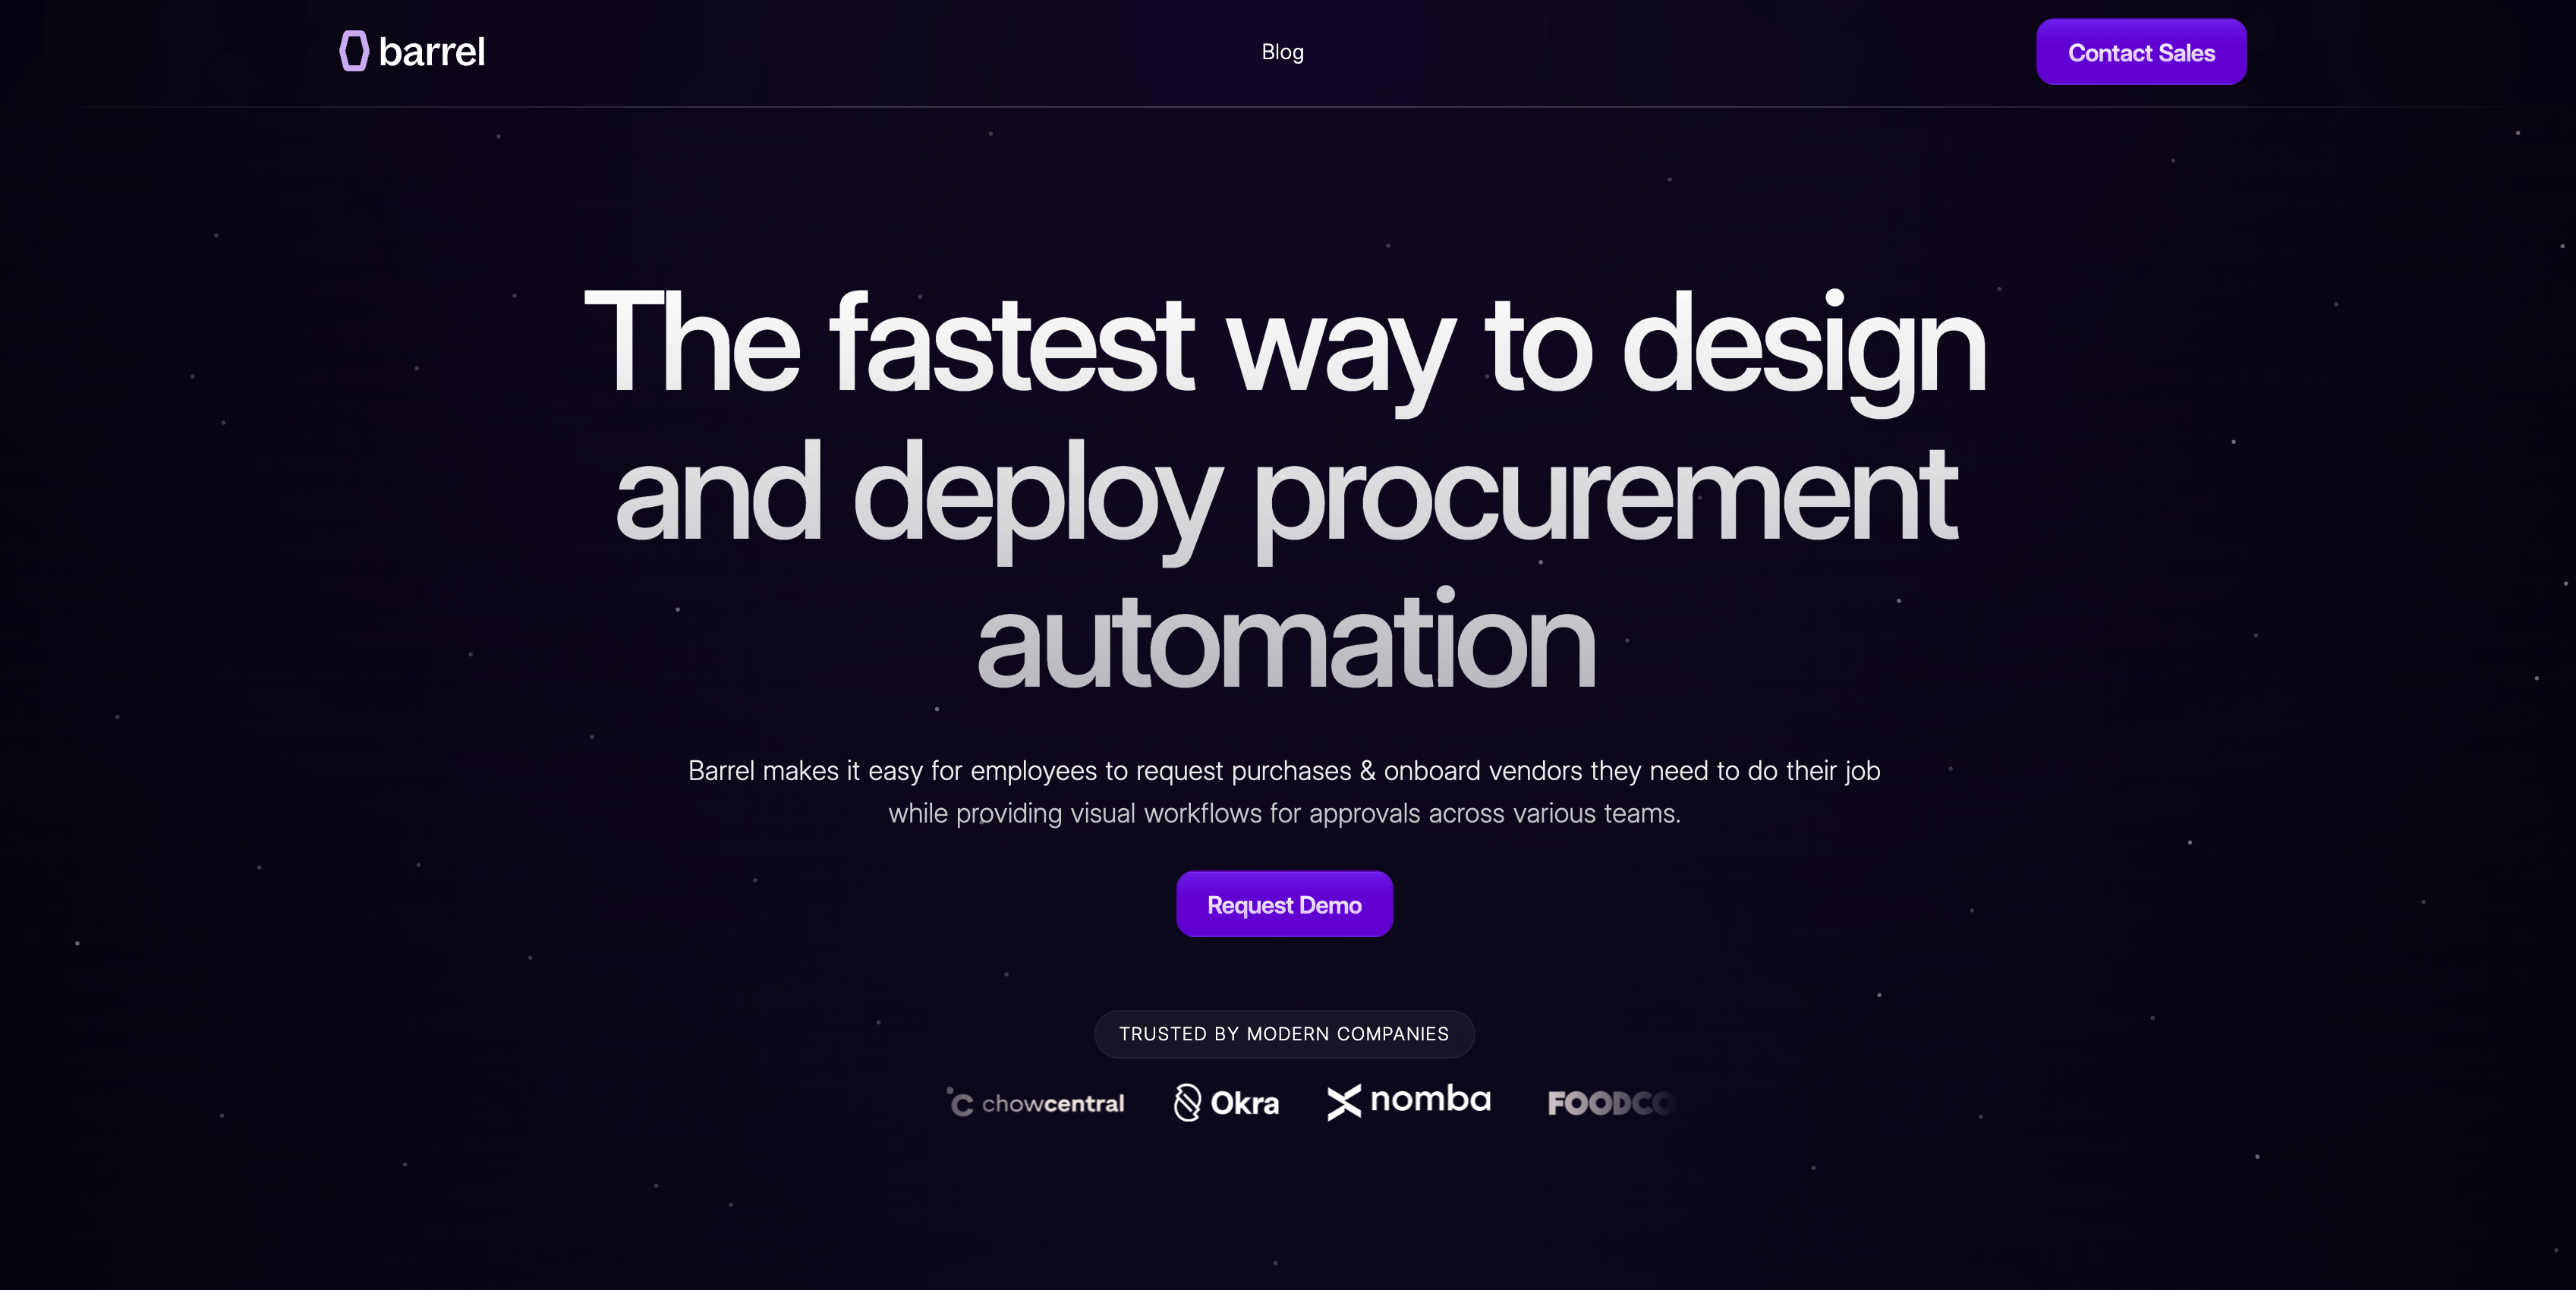 barrel
Blog
Contact Sales
The fastest way to design
and deploy procurement
automation
Barrel makes it easy for employees to request purchases & onboard vendors they need to do their job
while providing visual workflows for approvals across various teams.
Request Demo
TRUSTED BY MODERN COMPANIES
chowcentral
Okra
nomba
FOODCO